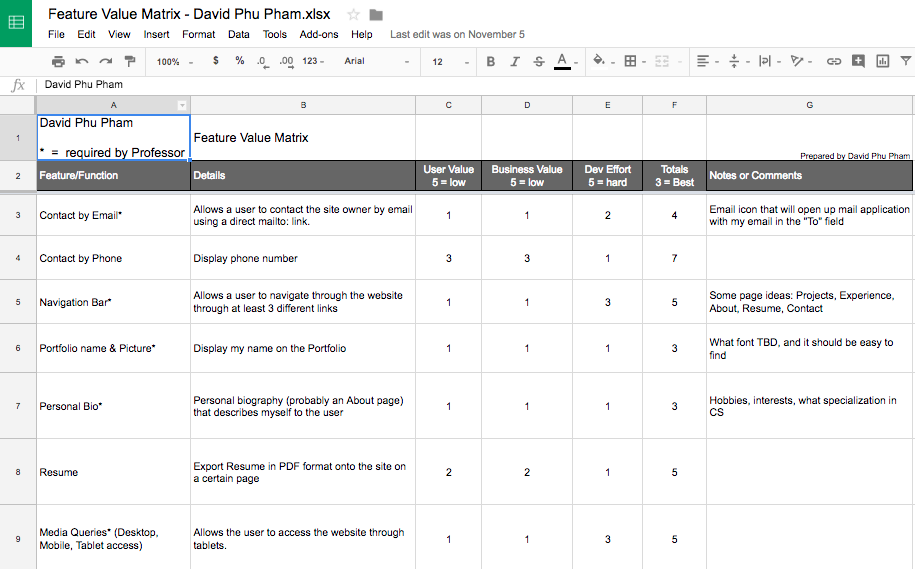 Feature Value Matrix - David Phu Pham.xlsx
File Edit View Insert Format Data Tools Add-ons Help Last edit was on November 5
100% $ % .0 .00 123 Arial 12 B I S A
fx David Phu Pham
A B C D E F G
1
David Phu Pham
* = required by Professor
Feature Value Matrix
Prepared by David Phu Pham
2
Feature/Function
Details
User Value
5 = low
Business Value
5 = low
Dev Effort
5 = hard
Totals
3 = Best
Notes or Comments
3
Contact by Email*
Allows a user to contact the site owner by email
using a direct mailto: link.
1
1
2
4
Email icon that will open up mail application
with my email in the "To" field
4
Contact by Phone
Display phone number
3
3
1
7
5
Navigation Bar*
Allows a user to navigate through the website
through at least 3 different links
1
1
3
5
Some page ideas: Projects, Experience,
About, Resume, Contact
6
Portfolio name & Picture*
Display my name on the Portfolio
1
1
1
3
What font TBD, and it should be easy to
find
7
Personal Bio*
Personal biography (probably an About page)
that describes myself to the user
1
1
1
3
Hobbies, interests, what specialization in
CS
8
Resume
Export Resume in PDF format onto the site on
a certain page
2
2
1
5
9
Media Queries* (Desktop,
Mobile, Tablet access)
Allows the user to access the website through
tablets.
1
1
3
5